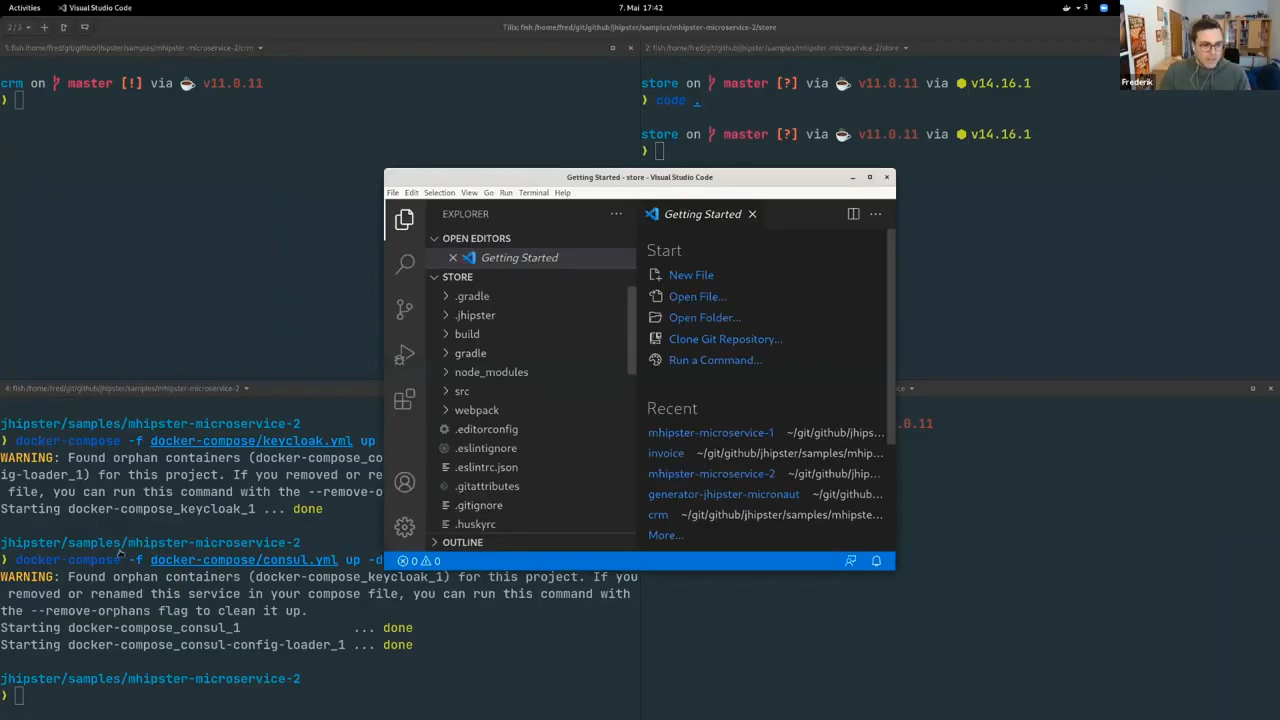 Activities
Visual Studio Code
7. Mai 17:42
3
2/3
Tilix: fish /home/fred/git/github/jhipster/samples/mhipster-microservice-2/store
1: fish /home/fred/git/github/jhipster/samples/mhipster-microservice-2/crm
2: fish /home/fred/git/github/jhipster/samples/mhipster-microservice-2/store
Frederik
crm on master [!] via v11.0.11
store on master [?] via v11.0.11 via v14.16.1
❯ code .
store on master [?] via v11.0.11 via v14.16.1
❯
Getting Started - store - Visual Studio Code
File Edit Selection View Go Run Terminal Help
EXPLORER
OPEN EDITORS
Getting Started
STORE
.gradle
.jhipster
build
gradle
node_modules
src
webpack
.editorconfig
.eslintignore
.eslintrc.json
.gitattributes
.gitignore
.huskyrc
OUTLINE
Getting Started
Start
New File
Open File...
Open Folder...
Clone Git Repository...
Run a Command...
Recent
mhipster-microservice-1 ~/git/github/jhips...
invoice ~/git/github/jhipster/samples/mhip...
mhipster-microservice-2 ~/git/github/jhip...
generator-jhipster-micronaut ~/git/github...
crm ~/git/github/jhipster/samples/mhipste...
More...
0 0
4: fish /home/fred/git/github/jhipster/samples/mhipster-microservice-2
jhipster/samples/mhipster-microservice-2
❯ docker-compose -f docker-compose/keycloak.yml up
WARNING: Found orphan containers (docker-compose_co
ig-loader_1) for this project. If you removed or re
file, you can run this command with the --remove-o
Starting docker-compose_keycloak_1 ... done
jhipster/samples/mhipster-microservice-2
❯ docker-compose -f docker-compose/consul.yml up -d
WARNING: Found orphan containers (docker-compose_keycloak_1) for this project. If you
removed or renamed this service in your compose file, you can run this command with
the --remove-orphans flag to clean it up.
Starting docker-compose_consul_1 ... done
Starting docker-compose_consul-config-loader_1 ... done
jhipster/samples/mhipster-microservice-2
❯